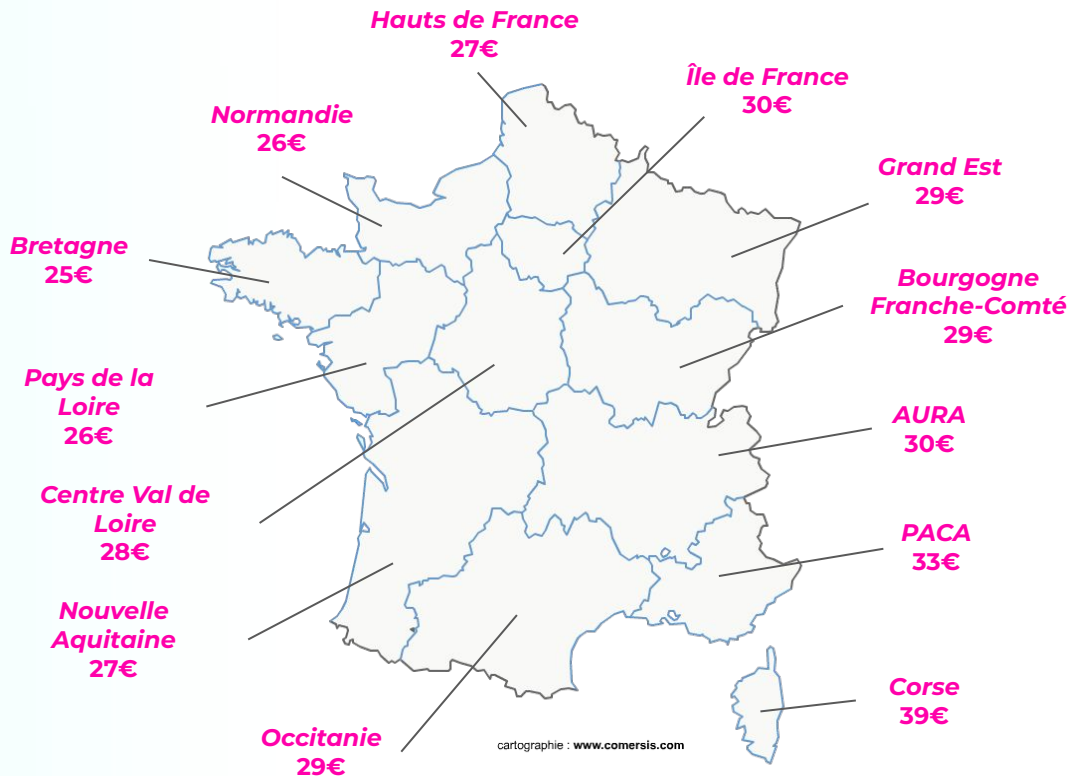 Hauts de France
27€
Île de France
30€
Normandie
26€
Grand Est
29€
Bretagne
25€
Bourgogne
Franche-Comté
29€
Pays de la
Loire
26€
AURA
30€
Centre Val de
Loire
28€
PACA
33€
Nouvelle
Aquitaine
27€
Corse
39€
Occitanie
29€
cartographie : www.comersis.com